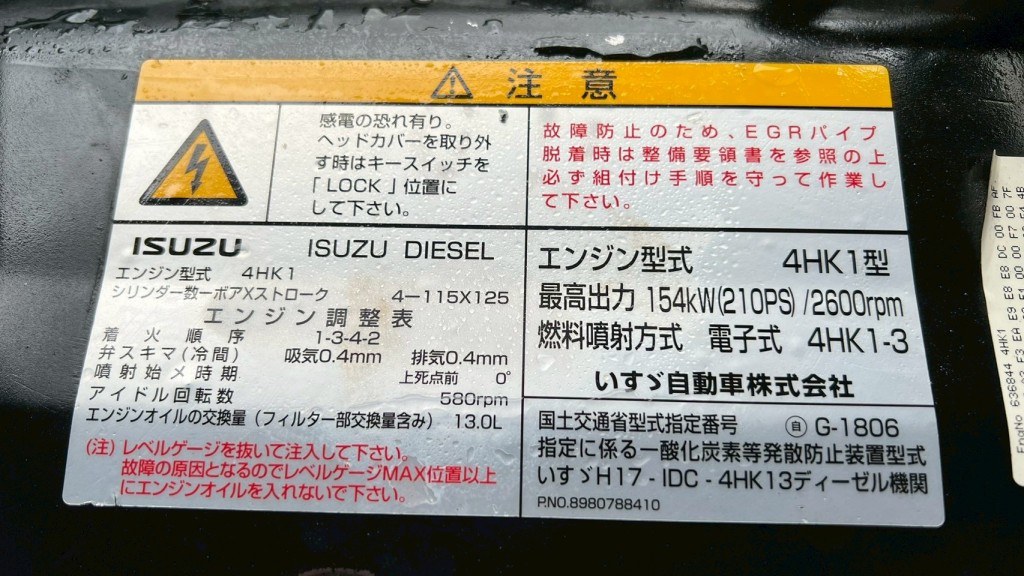 注意
感電の恐れ有り。
ヘッドカバーを取り外
す時はキースイッチを
「LOCK」位置に
して下さい。
故障防止のため、EGRパイプ
脱着時は整備要領書を参照の上
必ず組付け手順を守って作業し
て下さい。
ISUZU ISUZU DIESEL
エンジン型式 4HK1
シリンダー数ーボアXストローク 4-115X125
エンジン調整表
着火順序 1-3-4-2
弁スキマ(冷間) 吸気0.4mm 排気0.4mm
噴射始メ時期 上死点前 0°
アイドル回転数 580rpm
エンジンオイルの交換量(フィルター部交換量含み) 13.0L
(注)レベルゲージを抜いて注入して下さい。
故障の原因となるのでレベルゲージMAX位置以上
にエンジンオイルを入れないで下さい。
エンジン型式 4HK1型
最高出力 154kW(210PS)/2600rpm
燃料噴射方式 電子式 4HK1-3
いすゞ自動車株式会社
国土交通省型式指定番号 自 G-1806
指定に係る一酸化炭素等発散防止装置型式
いすゞH17-IDC-4HK13ディーゼル機関
P.NO.8980788410
EngNo 636844 4HK1